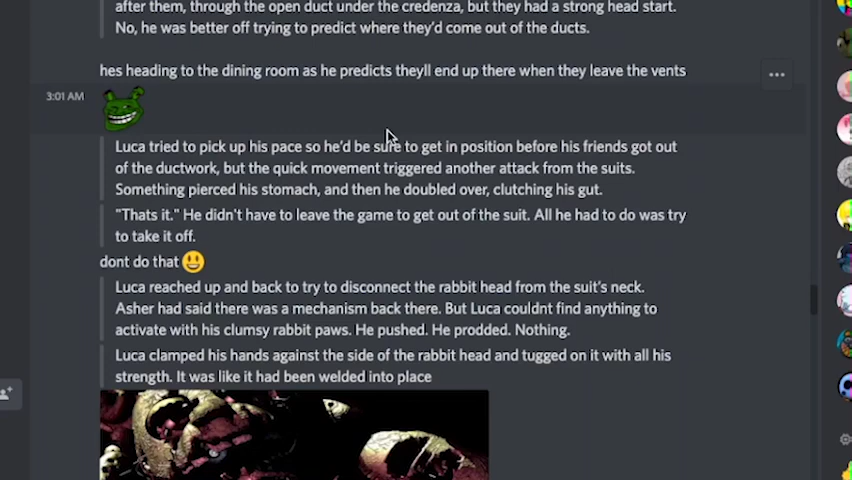 after them, through the open duct under the credenza, but they had a strong head start.
No, he was better off trying to predict where they'd come out of the ducts.
hes heading to the dining room as he predicts theyll end up there when they leave the vents
3:01 AM
Luca tried to pick up his pace so he'd be sure to get in position before his friends got out
of the ductwork, but the quick movement triggered another attack from the suits.
Something pierced his stomach, and then he doubled over, clutching his gut.
"Thats it." He didn't have to leave the game to get out of the suit. All he had to do was try
to take it off.
dont do that
Luca reached up and back to try to disconnect the rabbit head from the suit's neck.
Asher had said there was a mechanism back there. But Luca couldnt find anything to
activate with his clumsy rabbit paws. He pushed. He prodded. Nothing.
Luca clamped his hands against the side of the rabbit head and tugged on it with all his
strength. It was like it had been welded into place